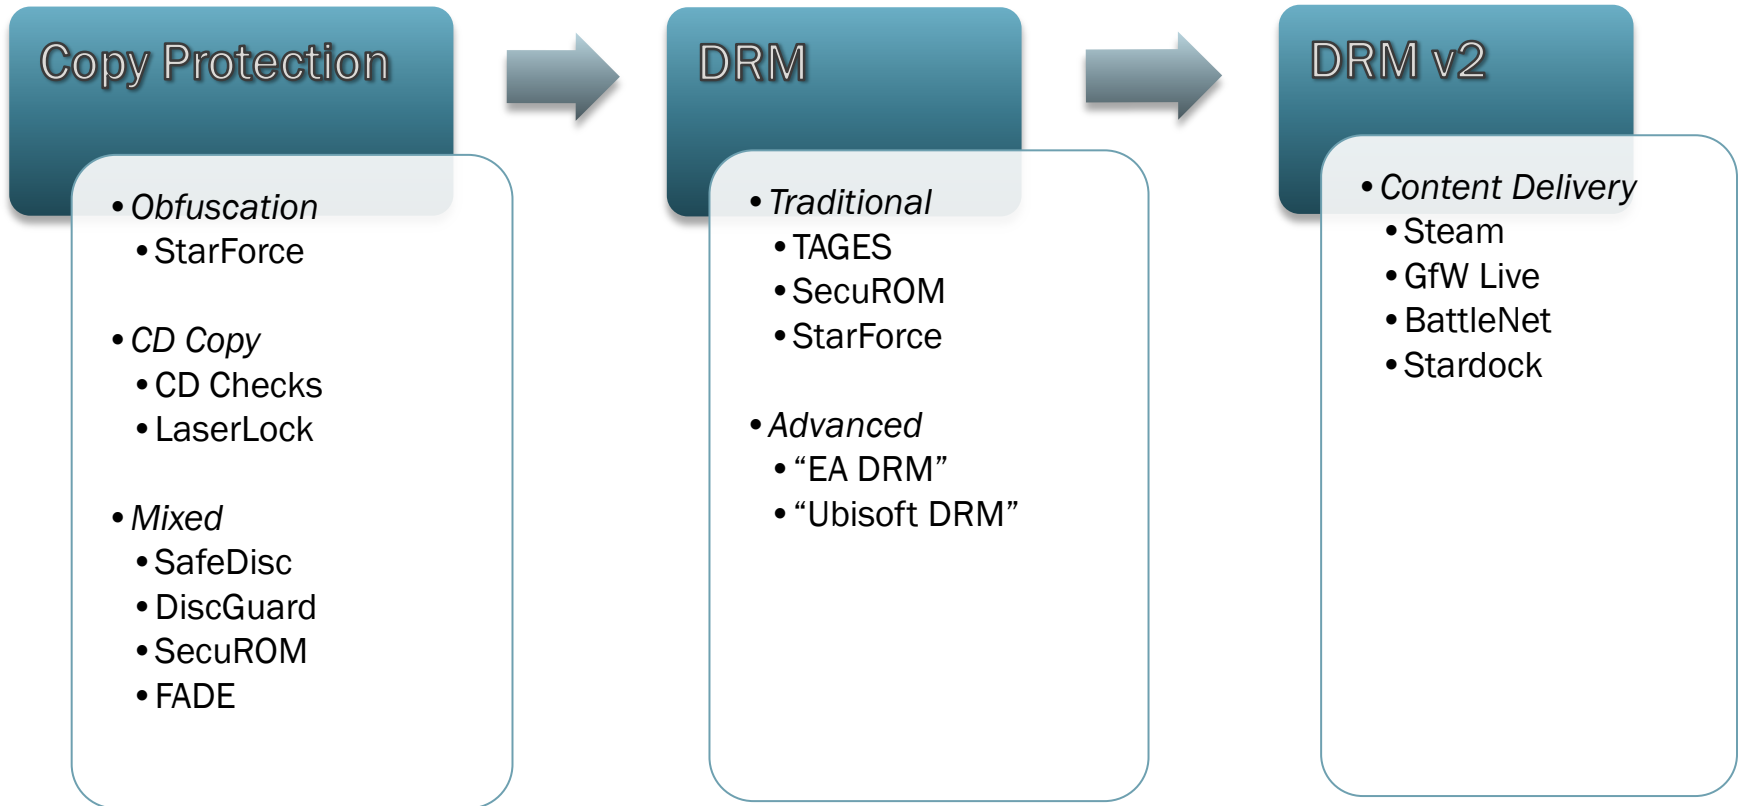 Copy Protection
• Obfuscation
• StarForce
• CD Copy
• CD Checks
• LaserLock
• Mixed
• SafeDisc
• DiscGuard
• SecuROM
• FADE
DRM
• Traditional
• TAGES
• SecuROM
• StarForce
• Advanced
• “EA DRM”
• “Ubisoft DRM”
DRM v2
• Content Delivery
• Steam
• GfW Live
• BattleNet
• Stardock